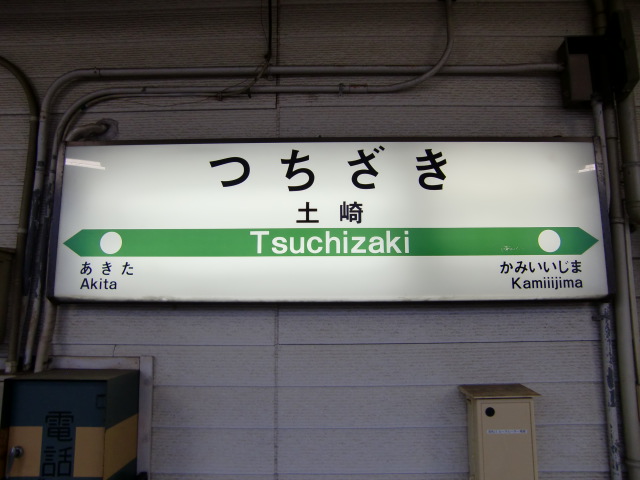 つちざき
土崎
Tsuchizaki
あきた
Akita
かみいいじま
Kamiiijima
電話